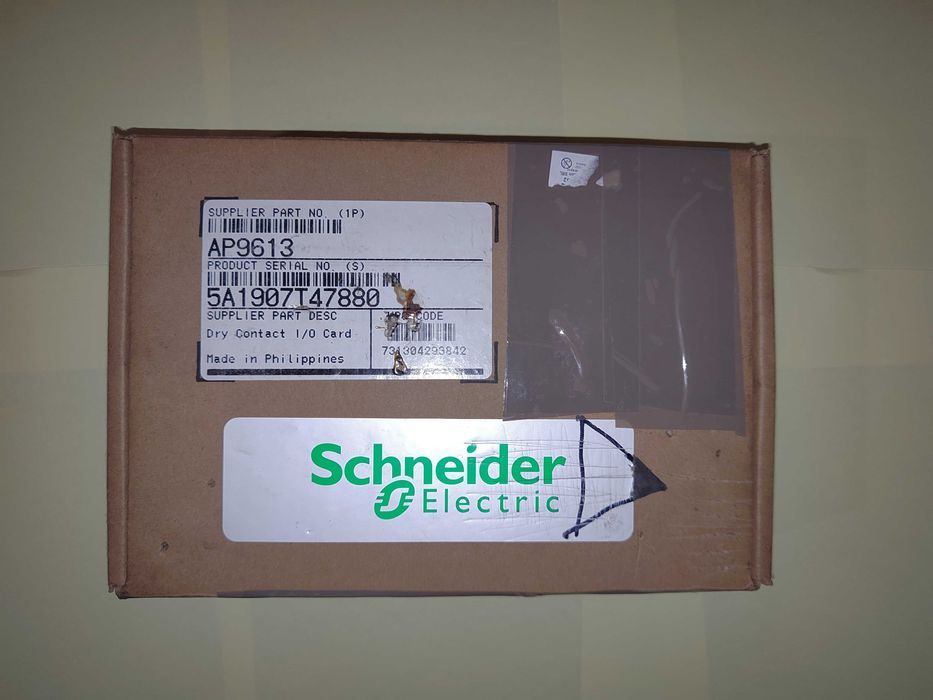 SUPPLIER PART NO. (1P)
AP9613
PRODUCT SERIAL NO. (S)
5A1907T47880
SUPPLIER PART DESC
CODE
Dry Contact I/O Card
731304293842
Made in Philippines
Schneider
Electric